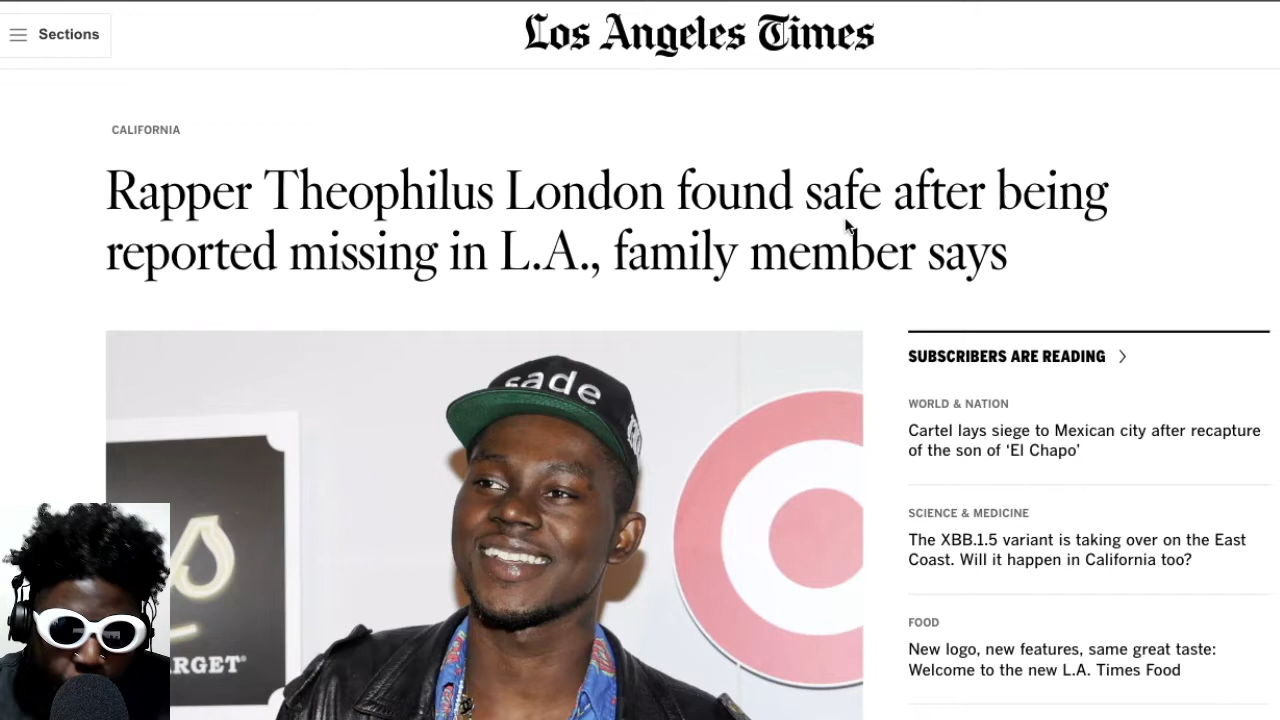 Sections
Los Angeles Times
CALIFORNIA
Rapper Theophilus London found safe after being
reported missing in L.A., family member says
SUBSCRIBERS ARE READING
WORLD & NATION
Cartel lays siege to Mexican city after recapture
of the son of ‘El Chapo’
SCIENCE & MEDICINE
The XBB.1.5 variant is taking over on the East
Coast. Will it happen in California too?
FOOD
New logo, new features, same great taste:
Welcome to the new L.A. Times Food
sade